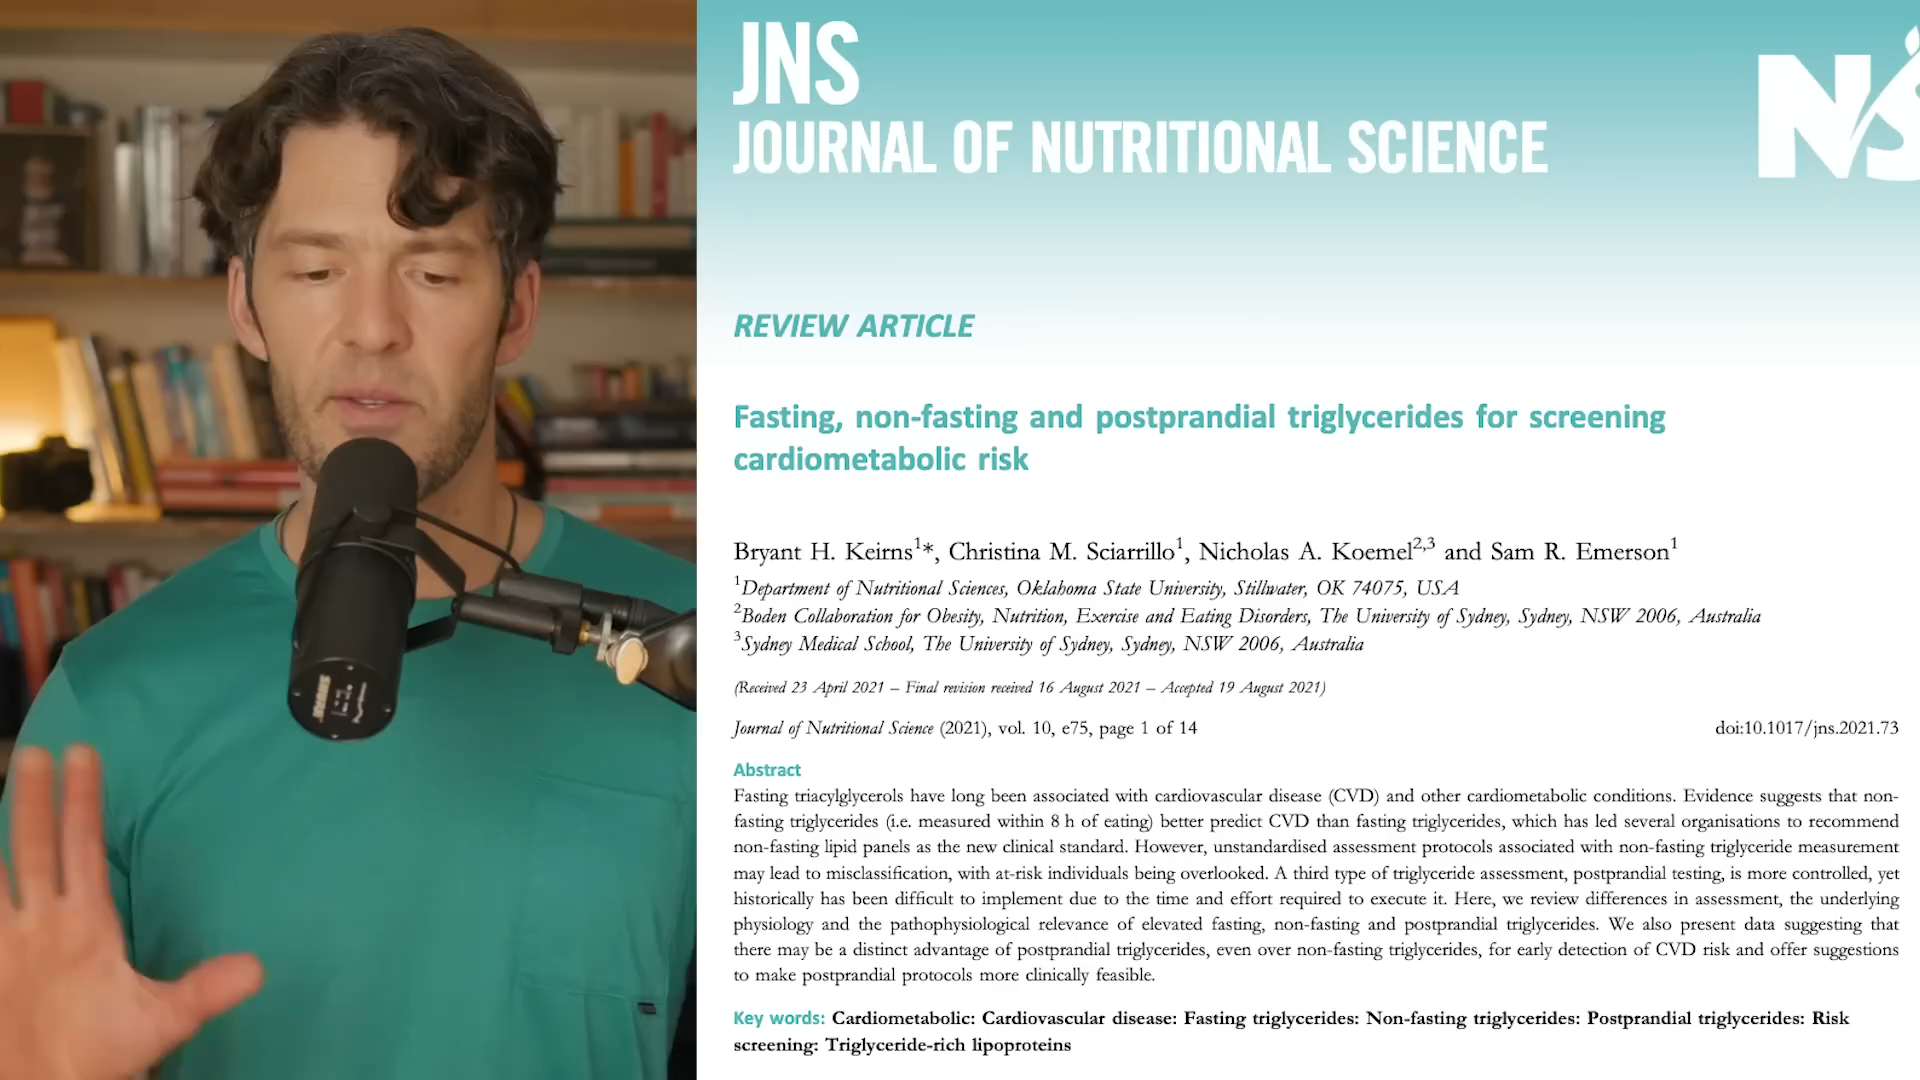 JNS
JOURNAL OF NUTRITIONAL SCIENCE
REVIEW ARTICLE
Fasting, non-fasting and postprandial triglycerides for screening
cardiometabolic risk
Bryant H. Keirns1*, Christina M. Sciarrillo1, Nicholas A. Koemel2,3 and Sam R. Emerson1
1Department of Nutritional Sciences, Oklahoma State University, Stillwater, OK 74075, USA
2Boden Collaboration for Obesity, Nutrition, Exercise and Eating Disorders, The University of Sydney, Sydney, NSW 2006, Australia
3Sydney Medical School, The University of Sydney, Sydney, NSW 2006, Australia
(Received 23 April 2021 – Final revision received 16 August 2021 – Accepted 19 August 2021)
Journal of Nutritional Science (2021), vol. 10, e75, page 1 of 14 doi:10.1017/jns.2021.73
Abstract
Fasting triacylglycerols have long been associated with cardiovascular disease (CVD) and other cardiometabolic conditions. Evidence suggests that non-
fasting triglycerides (i.e. measured within 8 h of eating) better predict CVD than fasting triglycerides, which has led several organisations to recommend
non-fasting lipid panels as the new clinical standard. However, unstandardised assessment protocols associated with non-fasting triglyceride measurement
may lead to misclassification, with at-risk individuals being overlooked. A third type of triglyceride assessment, postprandial testing, is more controlled, yet
historically has been difficult to implement due to the time and effort required to execute it. Here, we review differences in assessment, the underlying
physiology and the pathophysiological relevance of elevated fasting, non-fasting and postprandial triglycerides. We also present data suggesting that
there may be a distinct advantage of postprandial triglycerides, even over non-fasting triglycerides, for early detection of CVD risk and offer suggestions
to make postprandial protocols more clinically feasible.
Key words: Cardiometabolic: Cardiovascular disease: Fasting triglycerides: Non-fasting triglycerides: Postprandial triglycerides: Risk
screening: Triglyceride-rich lipoproteins
NS